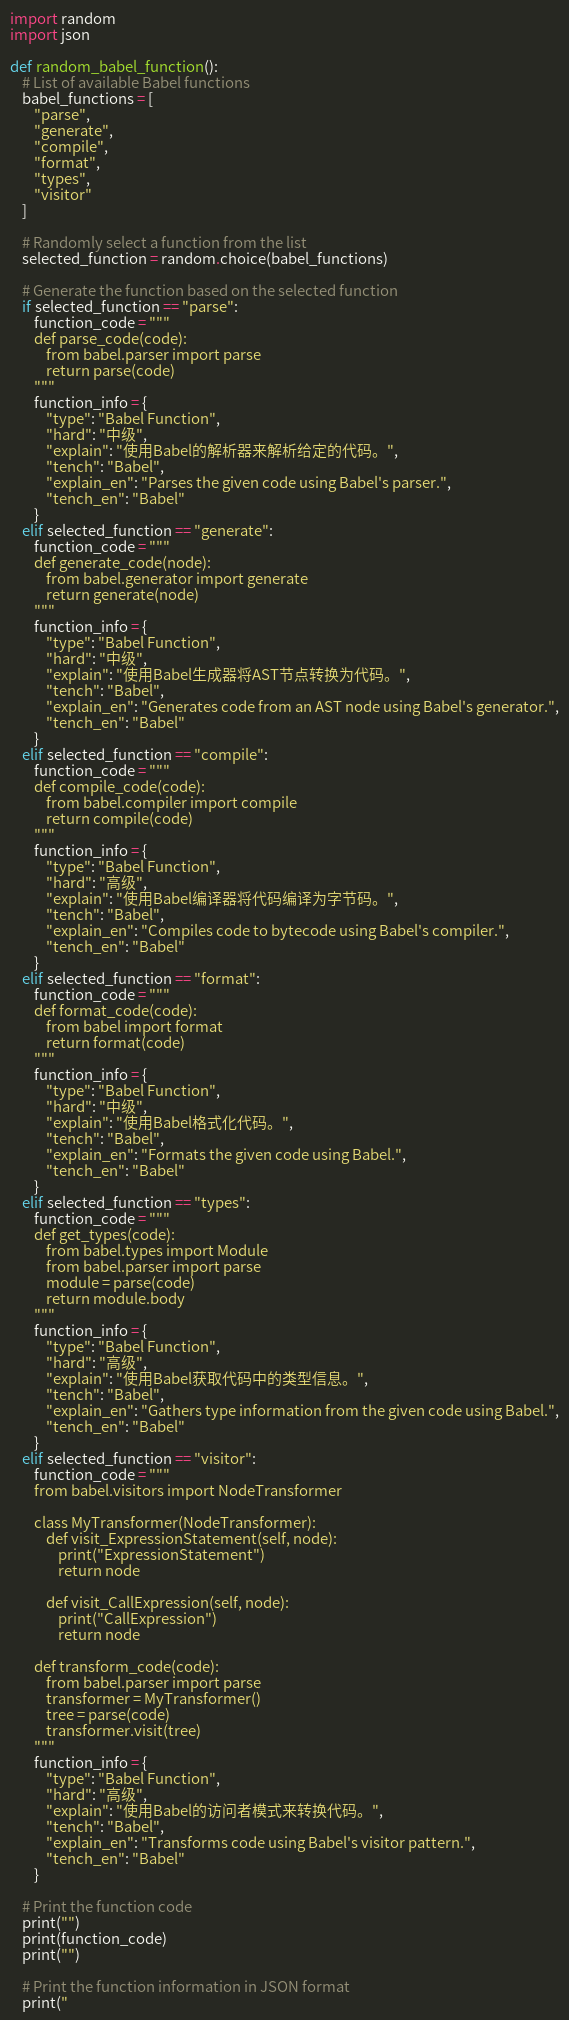 import random
import json

def random_babel_function():
    # List of available Babel functions
    babel_functions = [
        "parse",
        "generate",
        "compile",
        "format",
        "types",
        "visitor"
    ]

    # Randomly select a function from the list
    selected_function = random.choice(babel_functions)

    # Generate the function based on the selected function
    if selected_function == "parse":
        function_code = """
        def parse_code(code):
            from babel.parser import parse
            return parse(code)
        """
        function_info = {
            "type": "Babel Function",
            "hard": "中级",
            "explain": "使用Babel的解析器来解析给定的代码。",
            "tench": "Babel",
            "explain_en": "Parses the given code using Babel's parser.",
            "tench_en": "Babel"
        }
    elif selected_function == "generate":
        function_code = """
        def generate_code(node):
            from babel.generator import generate
            return generate(node)
        """
        function_info = {
            "type": "Babel Function",
            "hard": "中级",
            "explain": "使用Babel生成器将AST节点转换为代码。",
            "tench": "Babel",
            "explain_en": "Generates code from an AST node using Babel's generator.",
            "tench_en": "Babel"
        }
    elif selected_function == "compile":
        function_code = """
        def compile_code(code):
            from babel.compiler import compile
            return compile(code)
        """
        function_info = {
            "type": "Babel Function",
            "hard": "高级",
            "explain": "使用Babel编译器将代码编译为字节码。",
            "tench": "Babel",
            "explain_en": "Compiles code to bytecode using Babel's compiler.",
            "tench_en": "Babel"
        }
    elif selected_function == "format":
        function_code = """
        def format_code(code):
            from babel import format
            return format(code)
        """
        function_info = {
            "type": "Babel Function",
            "hard": "中级",
            "explain": "使用Babel格式化代码。",
            "tench": "Babel",
            "explain_en": "Formats the given code using Babel.",
            "tench_en": "Babel"
        }
    elif selected_function == "types":
        function_code = """
        def get_types(code):
            from babel.types import Module
            from babel.parser import parse
            module = parse(code)
            return module.body
        """
        function_info = {
            "type": "Babel Function",
            "hard": "高级",
            "explain": "使用Babel获取代码中的类型信息。",
            "tench": "Babel",
            "explain_en": "Gathers type information from the given code using Babel.",
            "tench_en": "Babel"
        }
    elif selected_function == "visitor":
        function_code = """
        from babel.visitors import NodeTransformer

        class MyTransformer(NodeTransformer):
            def visit_ExpressionStatement(self, node):
                print("ExpressionStatement")
                return node

            def visit_CallExpression(self, node):
                print("CallExpression")
                return node

        def transform_code(code):
            from babel.parser import parse
            transformer = MyTransformer()
            tree = parse(code)
            transformer.visit(tree)
        """
        function_info = {
            "type": "Babel Function",
            "hard": "高级",
            "explain": "使用Babel的访问者模式来转换代码。",
            "tench": "Babel",
            "explain_en": "Transforms code using Babel's visitor pattern.",
            "tench_en": "Babel"
        }

    # Print the function code
    print("")
    print(function_code)
    print("")

    # Print the function information in JSON format
    print("